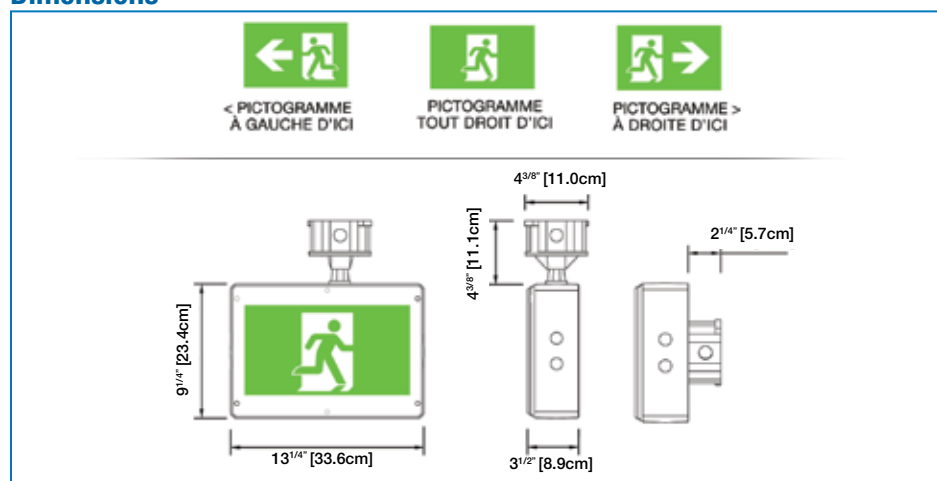 Dimensions
< PICTOGRAMME
À GAUCHE D'ICI
PICTOGRAMME
TOUT DROIT D'ICI
PICTOGRAMME >
À DROITE D'ICI
4 3/8" [11.0cm]
4 3/8" [11.1cm]
2 1/4" [5.7cm]
9 1/4" [23.4cm]
13 1/4" [33.6cm]
3 1/2" [8.9cm]